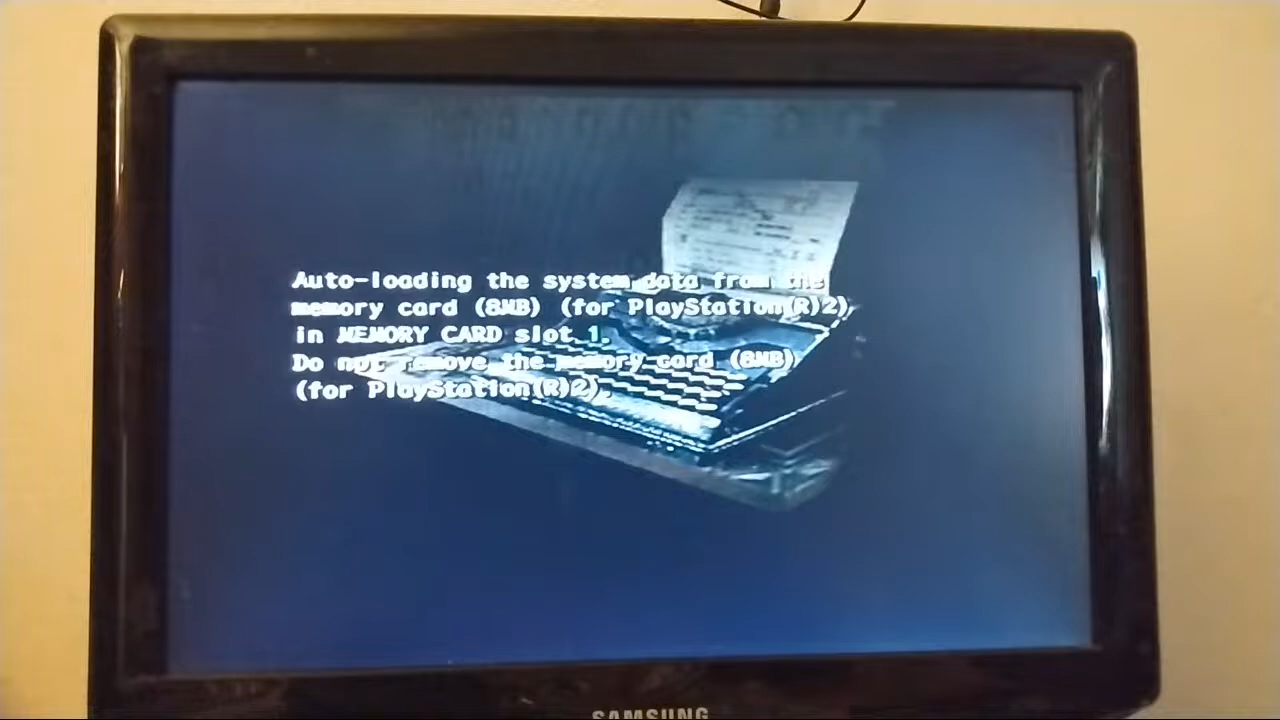 Auto-loading the system data from the
memory card (8MB) (for PlayStation(R)2)
in MEMORY CARD slot 1.
Do not remove the memory card (8MB)
(for PlayStation(R)2).
SAMSUNG